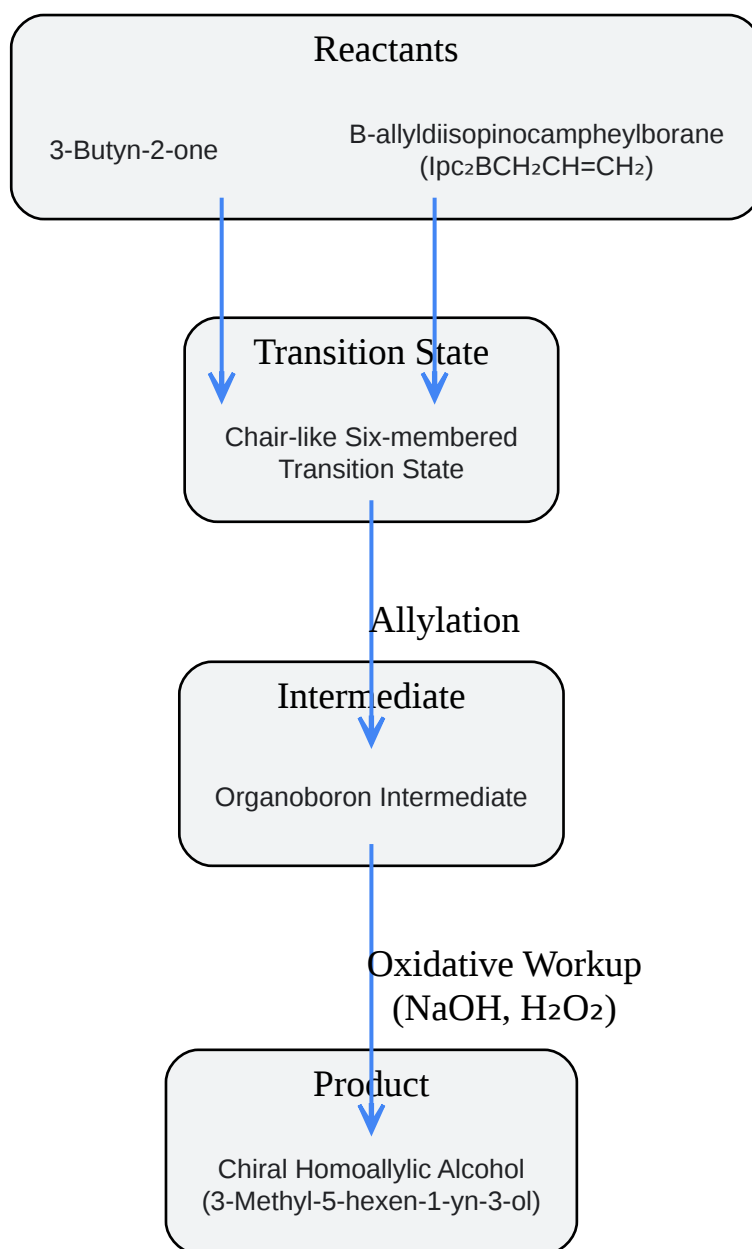 Reactants
3-Butyn-2-one
B-allyldiisopinocampheylborane
(Ipc₂BCH₂CH=CH₂)
Transition State
Chair-like Six-membered
Transition State
Allylation
Intermediate
Organoboron Intermediate
Oxidative Workup
(NaOH, H₂O₂)
Product
Chiral Homoallylic Alcohol
(3-Methyl-5-hexen-1-yn-3-ol)